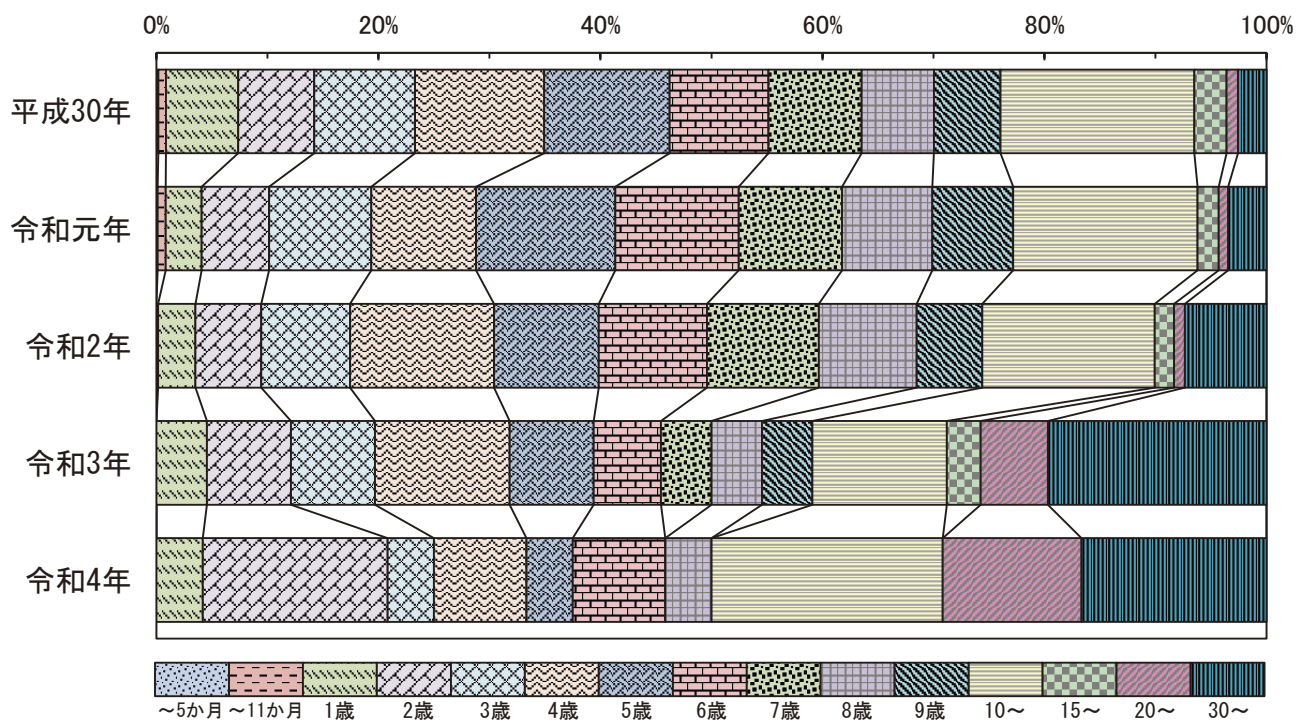 0% 20% 40% 60% 80% 100%
平成30年
令和元年
令和2年
令和3年
令和4年
～5か月 ～11か月 1歳 2歳 3歳 4歳 5歳 6歳 7歳 8歳 9歳 10～ 15～ 20～ 30～